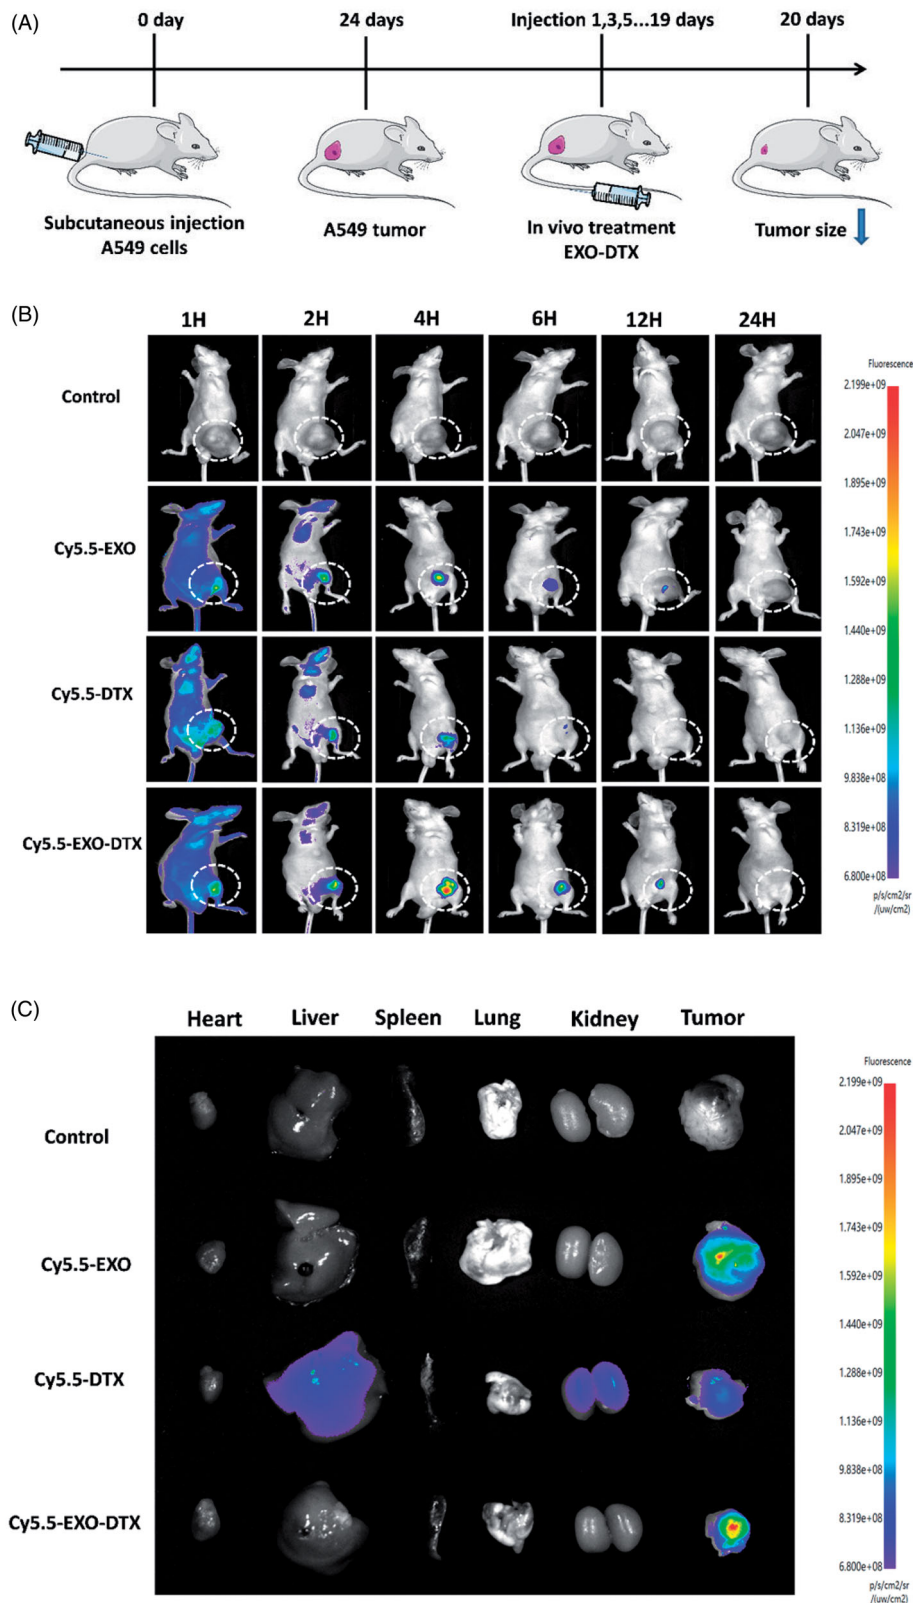 (A)
0 day
24 days
Injection 1,3,5...19 days
20 days
Subcutaneous injection
A549 cells
A549 tumor
In vivo treatment
EXO-DTX
Tumor size
(B)
1H
2H
4H
6H
12H
24H
Control
Cy5.5-EXO
Cy5.5-DTX
Cy5.5-EXO-DTX
Fluorescence
2.199e+09
2.047e+09
1.895e+09
1.743e+09
1.592e+09
1.440e+09
1.288e+09
1.136e+09
9.838e+08
8.319e+08
6.800e+08
p/s/cm2/sr
/(uw/cm2)
(C)
Heart
Liver
Spleen
Lung
Kidney
Tumor
Control
Cy5.5-EXO
Cy5.5-DTX
Cy5.5-EXO-DTX
Fluorescence
2.199e+09
2.047e+09
1.895e+09
1.743e+09
1.592e+09
1.440e+09
1.288e+09
1.136e+09
9.838e+08
8.319e+08
6.800e+08
p/s/cm2/sr
/(uw/cm2)